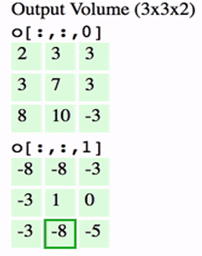 Output Volume (3x3x2)
o[:,:,0]
2 3 3
3 7 3
8 10 -3
o[:,:,1]
-8 -8 -3
-3 1 0
-3 -8 -5